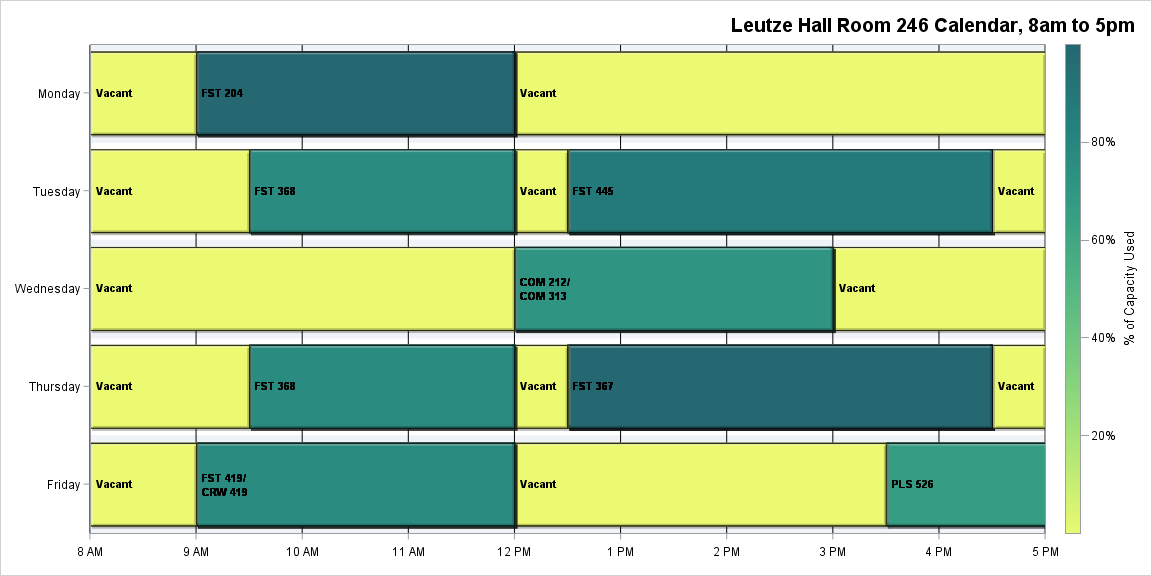 Leutze Hall Room 246 Calendar, 8am to 5pm
Monday
Vacant
FST 204
Vacant
80%
Tuesday
Vacant
FST 368
Vacant
FST 445
Vacant
60%
Wednesday
Vacant
COM 212/
COM 313
Vacant
% of Capacity Used
40%
Thursday
Vacant
FST 368
Vacant
FST 367
Vacant
20%
Friday
Vacant
FST 419/
CRW 419
Vacant
PLS 526
8 AM
9 AM
10 AM
11 AM
12 PM
1 PM
2 PM
3 PM
4 PM
5 PM